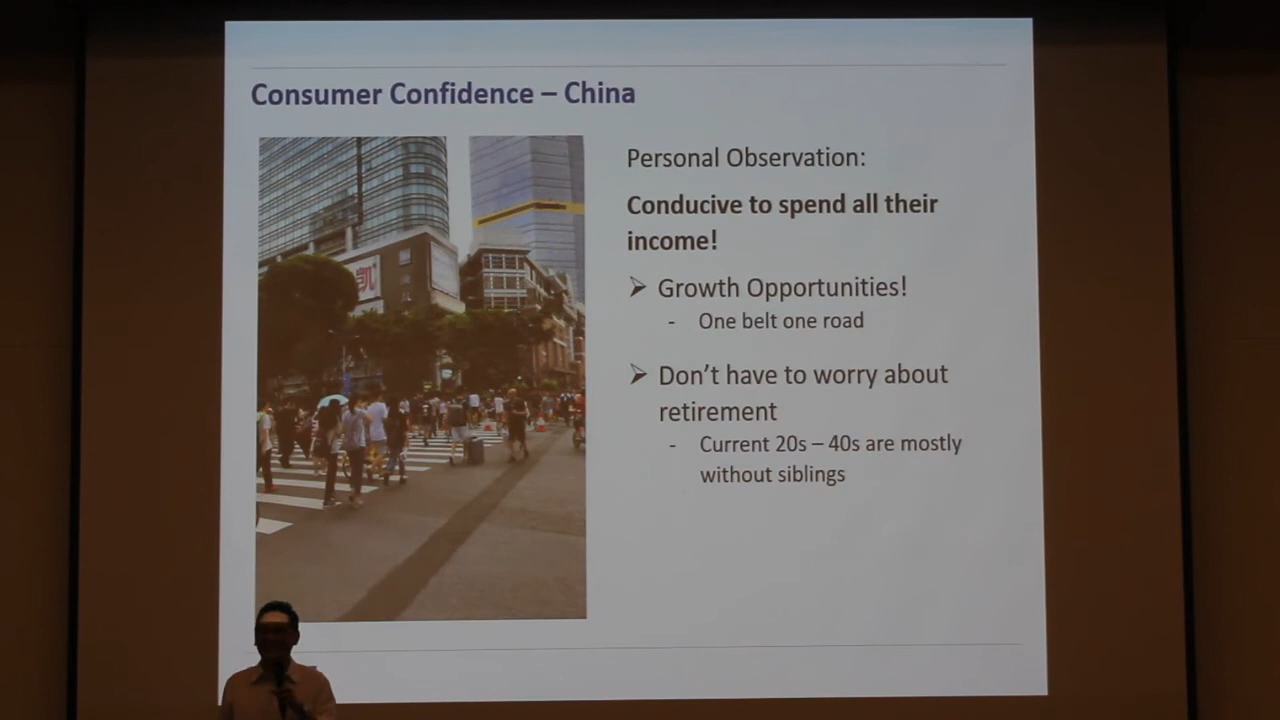 Consumer Confidence – China
Personal Observation:
Conducive to spend all their
income!
➢ Growth Opportunities!
- One belt one road
➢ Don't have to worry about
retirement
- Current 20s – 40s are mostly
without siblings
凯